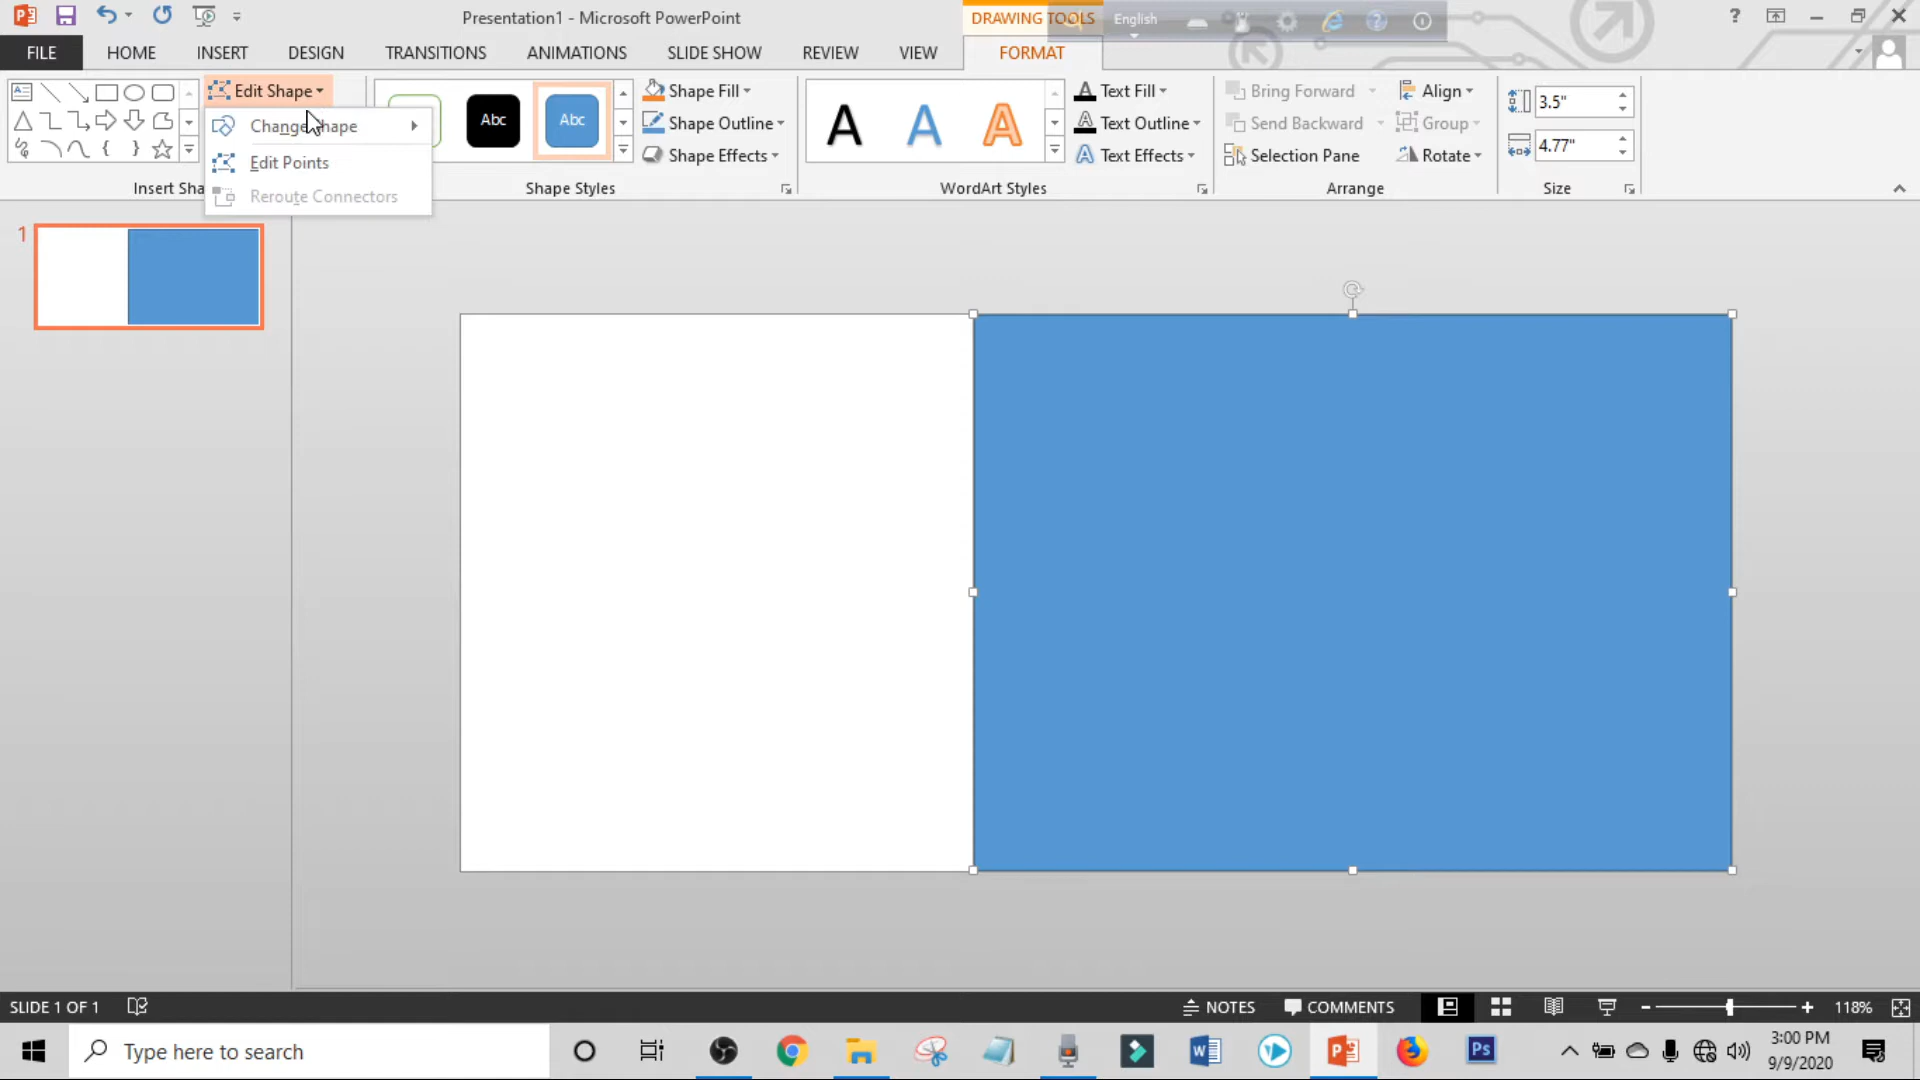 Presentation1 - Microsoft PowerPoint
DRAWING TOOLS
English
FILE
HOME
INSERT
DESIGN
TRANSITIONS
ANIMATIONS
SLIDE SHOW
REVIEW
VIEW
FORMAT
Edit Shape
Change Shape
Edit Points
Reroute Connectors
Insert Sha
Abc
Abc
Shape Fill
Shape Outline
Shape Effects
Shape Styles
A
A
A
Text Fill
Text Outline
Text Effects
WordArt Styles
Bring Forward
Send Backward
Selection Pane
Align
Group
Rotate
Arrange
3.5"
4.77"
Size
1
SLIDE 1 OF 1
NOTES
COMMENTS
118%
Type here to search
Ps
3:00 PM
9/9/2020